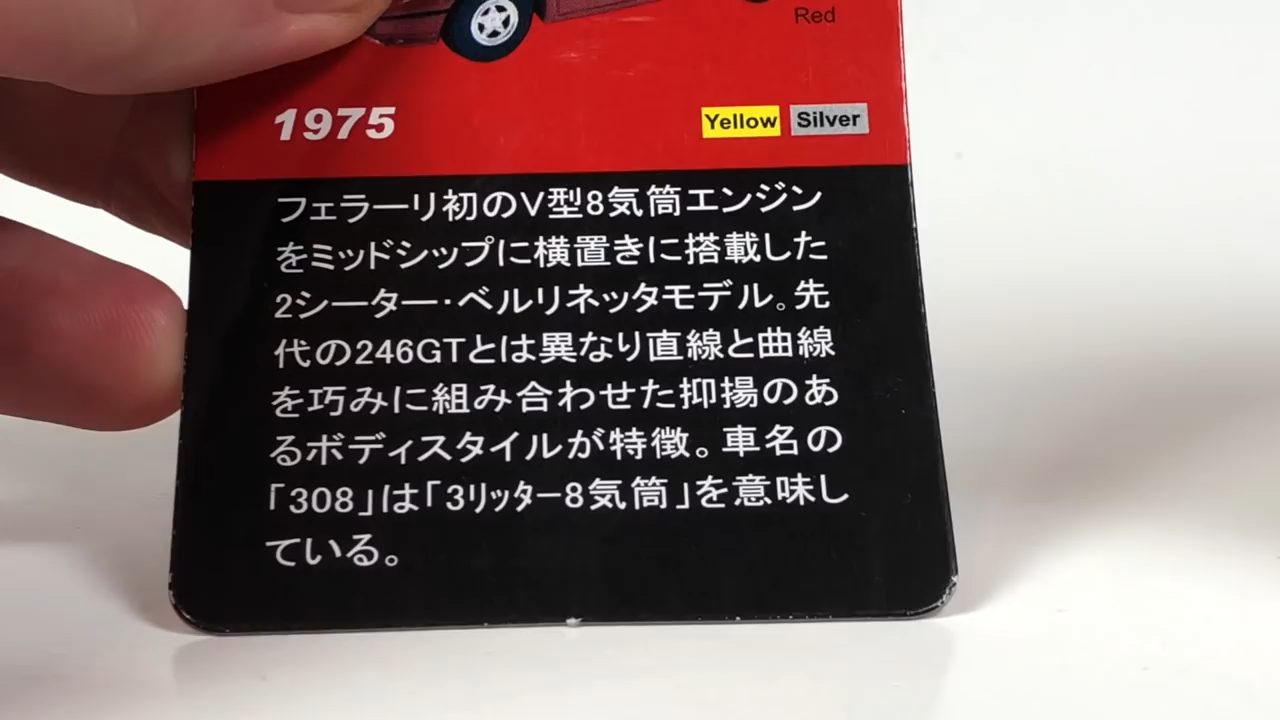 Red
1975
Yellow Silver
フェラーリ初のV型8気筒エンジン
をミッドシップに横置きに搭載した
2シーター・ベルリネッタモデル。先
代の246GTとは異なり直線と曲線
を巧みに組み合わせた抑揚のあ
るボディスタイルが特徴。車名の
「308」は「3リッター8気筒」を意味し
ている。